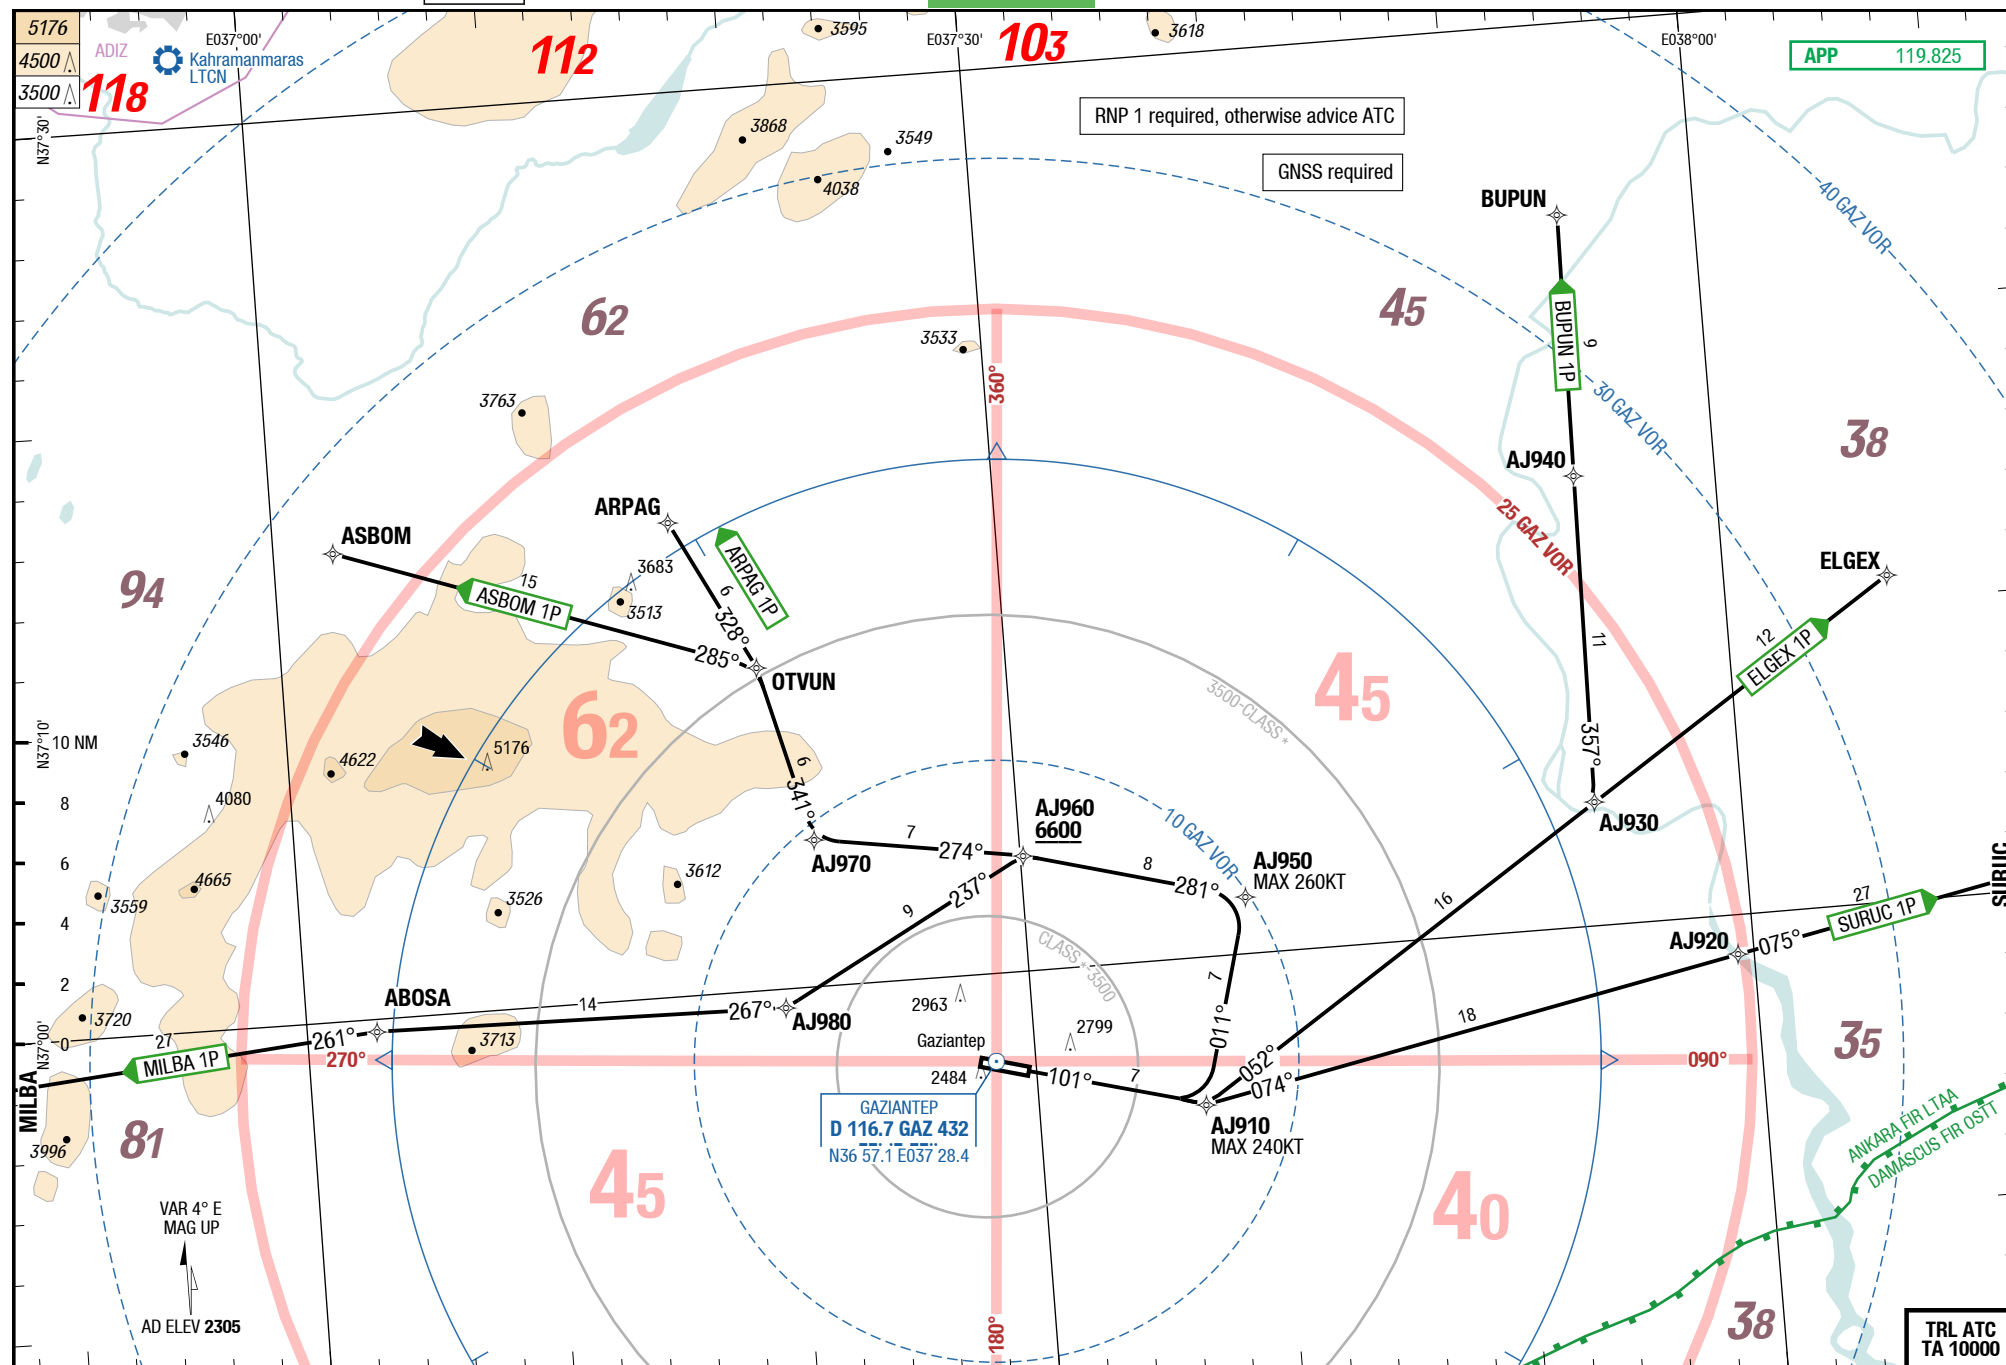 5176
4500
3500
ADIZ
118
Kahramanmaras
LTCN
E037°00'
112
3595
E037°30'
103
3618
E038°00'
APP 119.825
N37°30'
RNP 1 required, otherwise advice ATC
GNSS required
3868
3549
4038
BUPUN
40 GAZ VOR
62
45
3533
360°
BUPUN 1P
9
30 GAZ VOR
3763
38
AJ940
ARPAG
25 GAZ VOR
ASBOM
ARPAG 1P
ELGEX
94
15
ASBOM 1P
3683
3513
6
328°
285°
OTVUN
11
12
ELGEX 1P
45
3500-CLASS *
62
357°
N37°10'
10 NM
3546
4622
5176
6
341°
4080
8
AJ960
6600
10 GAZ VOR
AJ930
7
274°
AJ970
8
281°
AJ950
MAX 260KT
6
3612
4665
3559
3526
237°
9
16
27
SURUC 1P
SURUC
4
CLASS *-3500
AJ920
075°
2
ABOSA
14
267°
AJ980
2963
7
011°
18
3720
27
261°
3713
2799
N37°00'
0
MILBA 1P
270°
Gaziantep
2484
101°
7
052°
074°
090°
35
MILBA
GAZIANTEP
D 116.7 GAZ 432
N36 57.1 E037 28.4
AJ910
MAX 240KT
3996
81
45
40
ANKARA FIR LTAA
DAMASCUS FIR OSTT
VAR 4° E
MAG UP
AD ELEV 2305
180°
38
TRL ATC
TA 10000